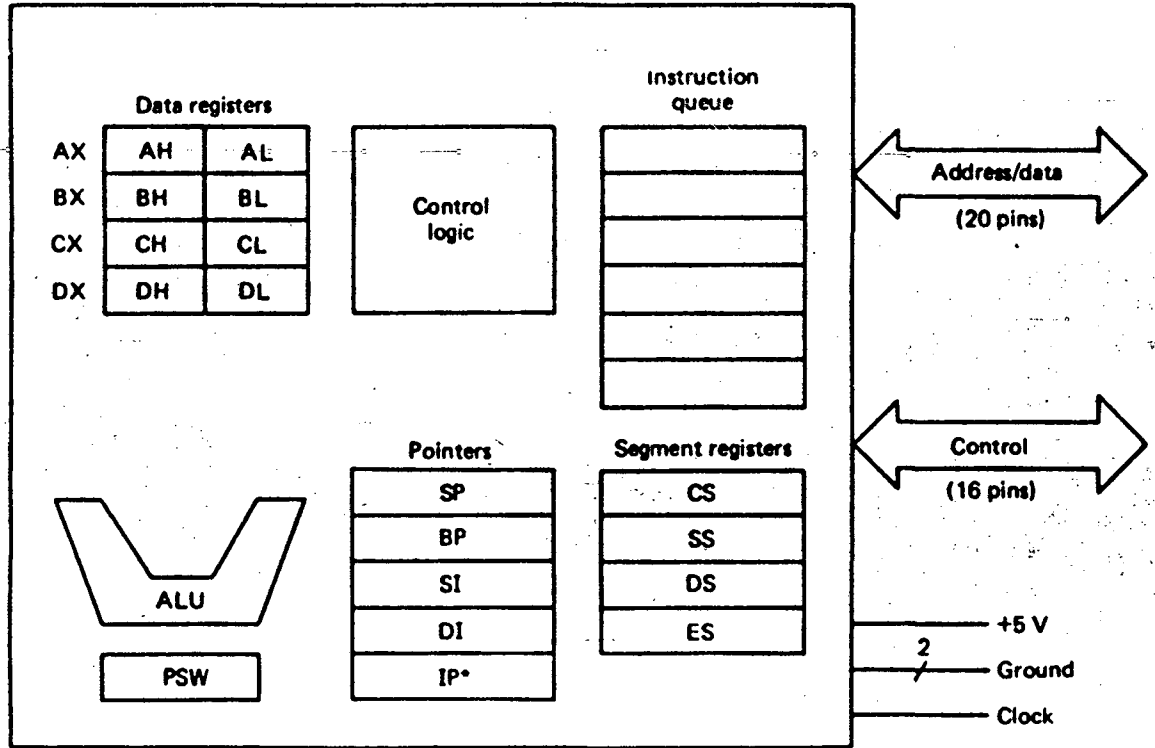 Data registers
AX AH AL
BX BH BL
CX CH CL
DX DH DL
Control
logic
Instruction
queue
Address/data
(20 pins)
Control
(16 pins)
ALU
PSW
Pointers
SP
BP
SI
DI
IP*
Segment registers
CS
SS
DS
ES
+5 V
2
Ground
Clock